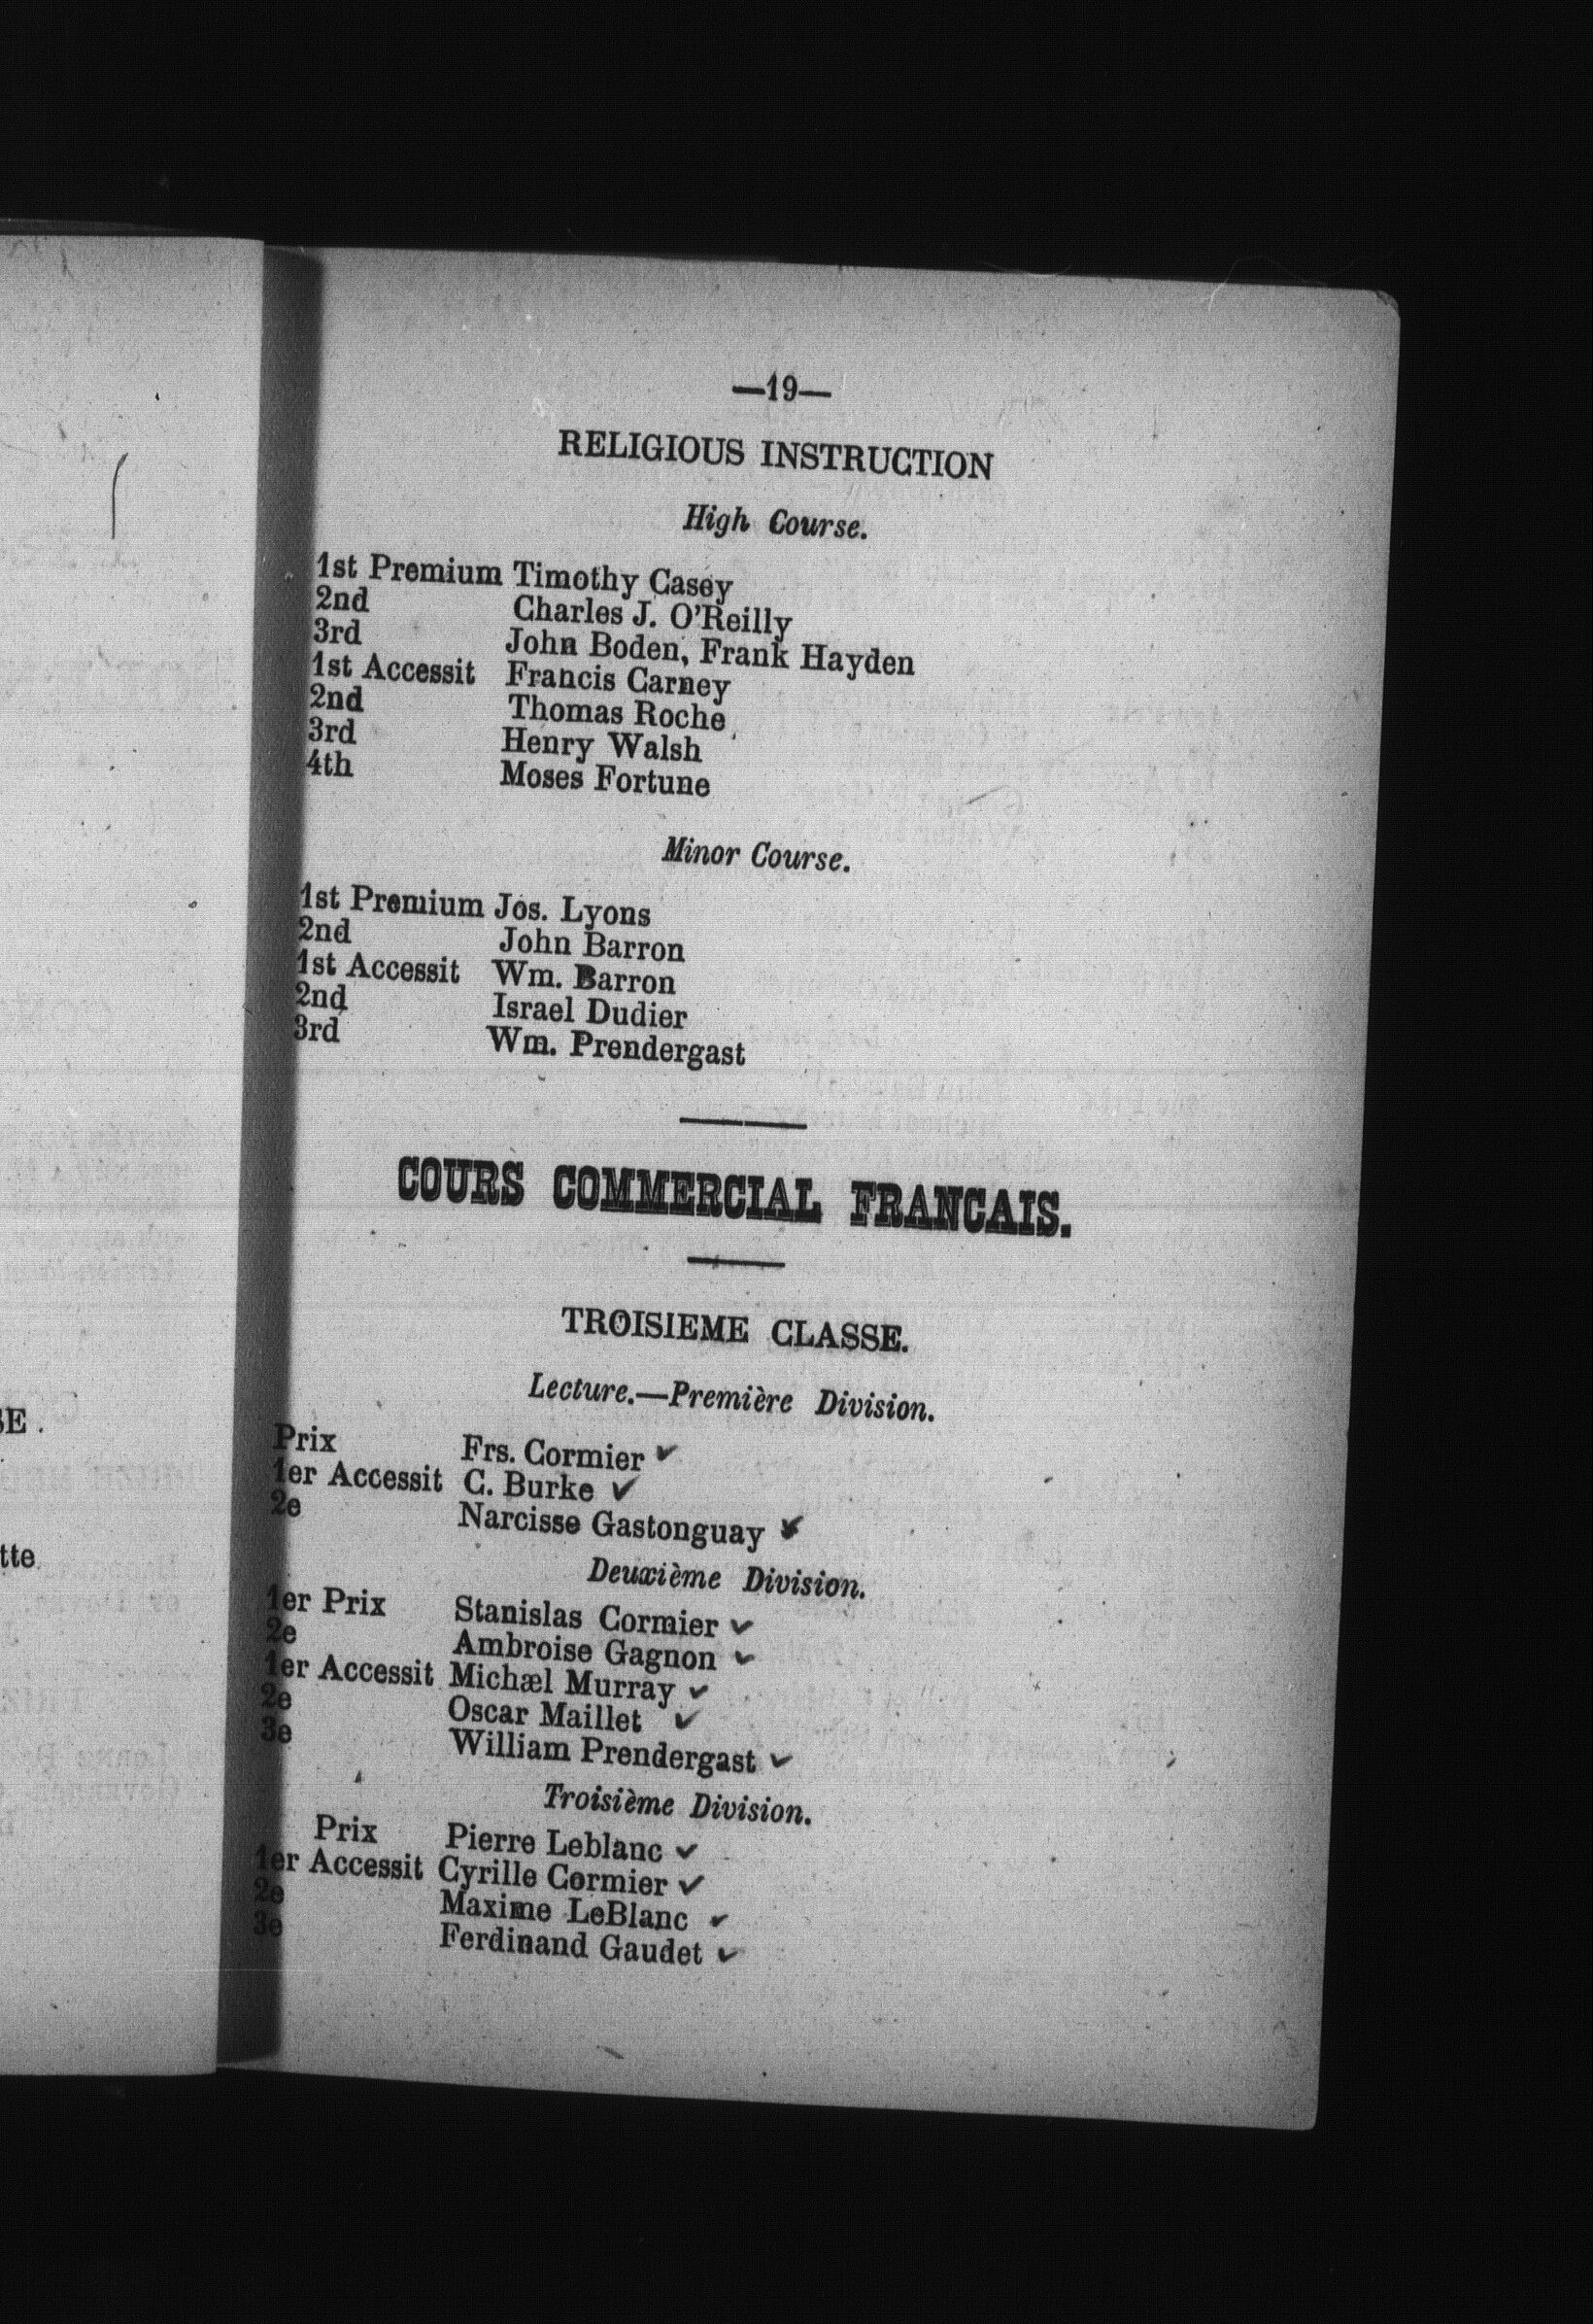 —19—
RELIGIOUS INSTRUCTION
High Course.
1st Premium Timothy Casey
2nd Charles J. O'Reilly
3rd John Boden, Frank Hayden
1st Accessit Francis Carney
2nd Thomas Roche
3rd Henry Walsh
4th Moses Fortune
Minor Course.
1st Premium Jos. Lyons
2nd John Barron
1st Accessit Wm. Barron
2nd Israel Dudier
3rd Wm. Prendergast
COURS COMMERCIAL FRANCAIS.
TROISIEME CLASSE.
Lecture.—Première Division.
Prix Frs. Cormier
1er Accessit C. Burke
2e Narcisse Gastonguay
Deuxième Division.
1er Prix Stanislas Cormier
2e Ambroise Gagnon
1er Accessit Michæl Murray
2e Oscar Maillet
3e William Prendergast
Troisième Division.
Prix Pierre Leblanc
1er Accessit Cyrille Cormier
2e Maxime LeBlanc
3e Ferdinand Gaudet